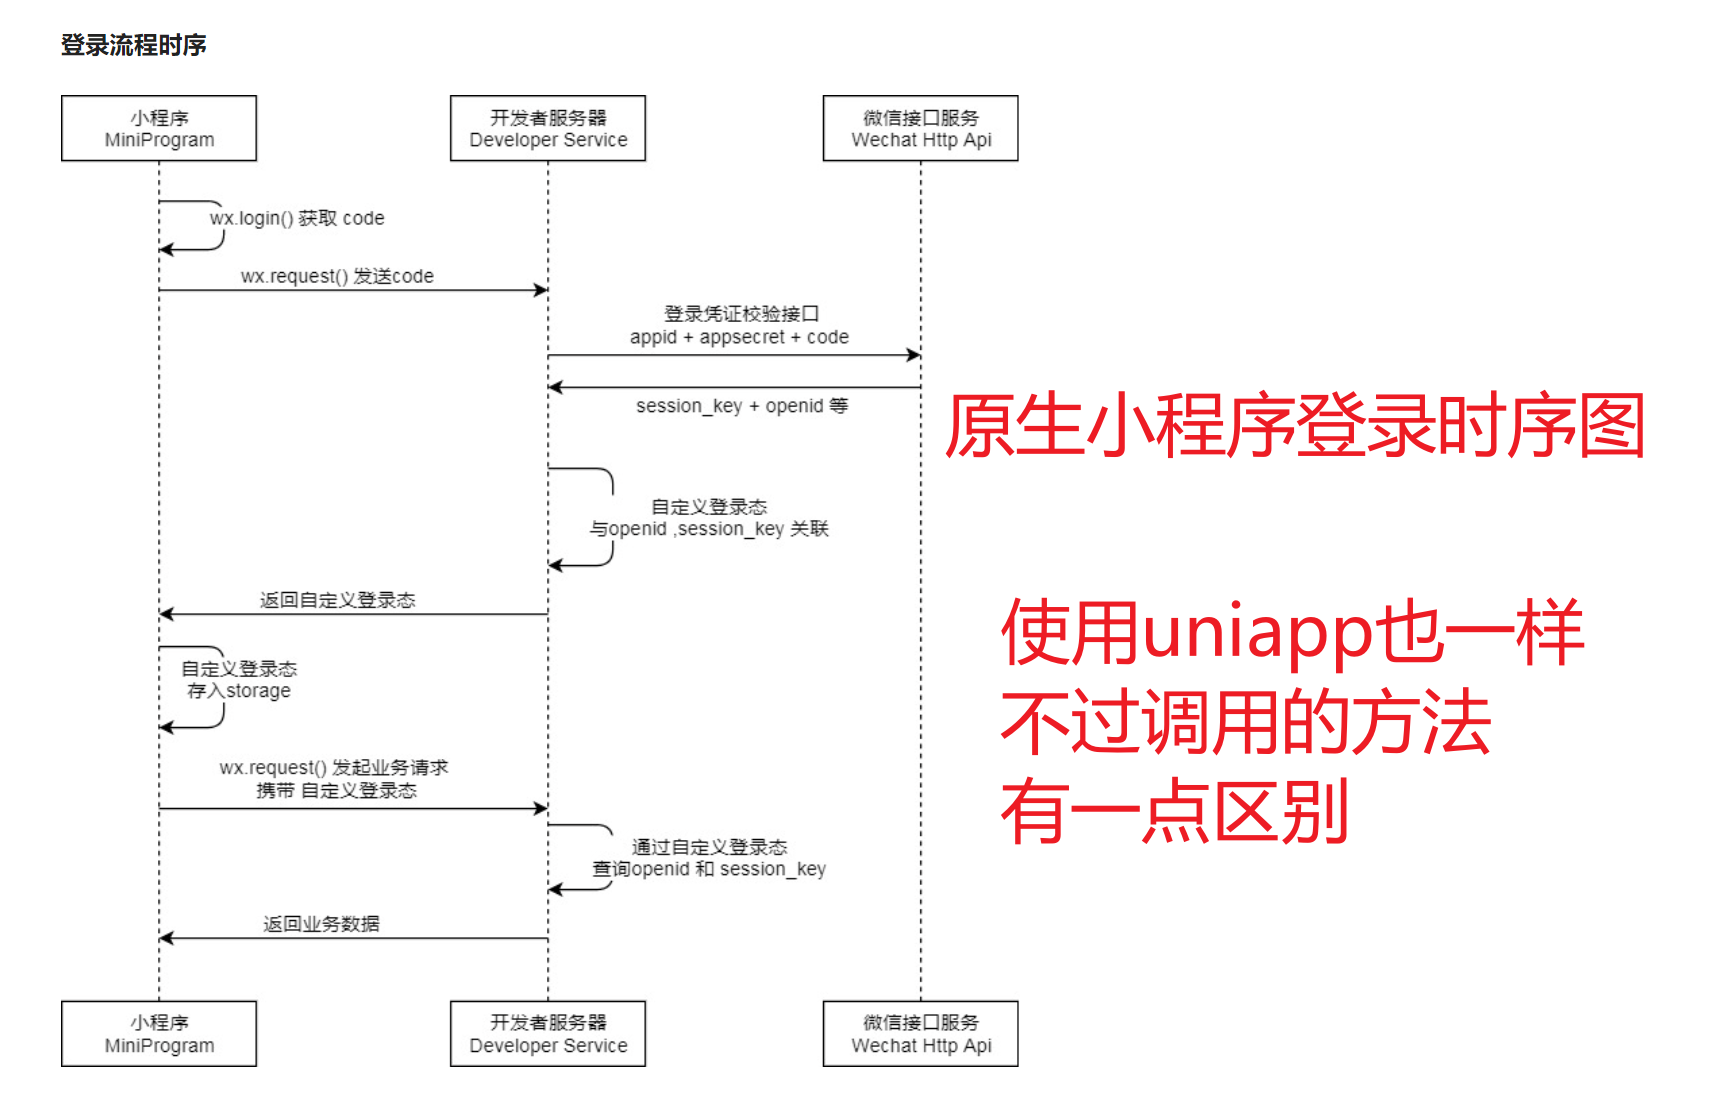 登录流程时序
小程序
MiniProgram
开发者服务器
Developer Service
微信接口服务
Wechat Http Api
wx.login() 获取 code
wx.request() 发送code
登录凭证校验接口
appid + appsecret + code
session_key + openid 等
原生小程序登录时序图
自定义登录态
与openid ,session_key 关联
返回自定义登录态
使用uniapp也一样
不过调用的方法
有一点区别
自定义登录态
存入storage
wx.request() 发起业务请求
携带 自定义登录态
通过自定义登录态
查询openid 和 session_key
返回业务数据
小程序
MiniProgram
开发者服务器
Developer Service
微信接口服务
Wechat Http Api